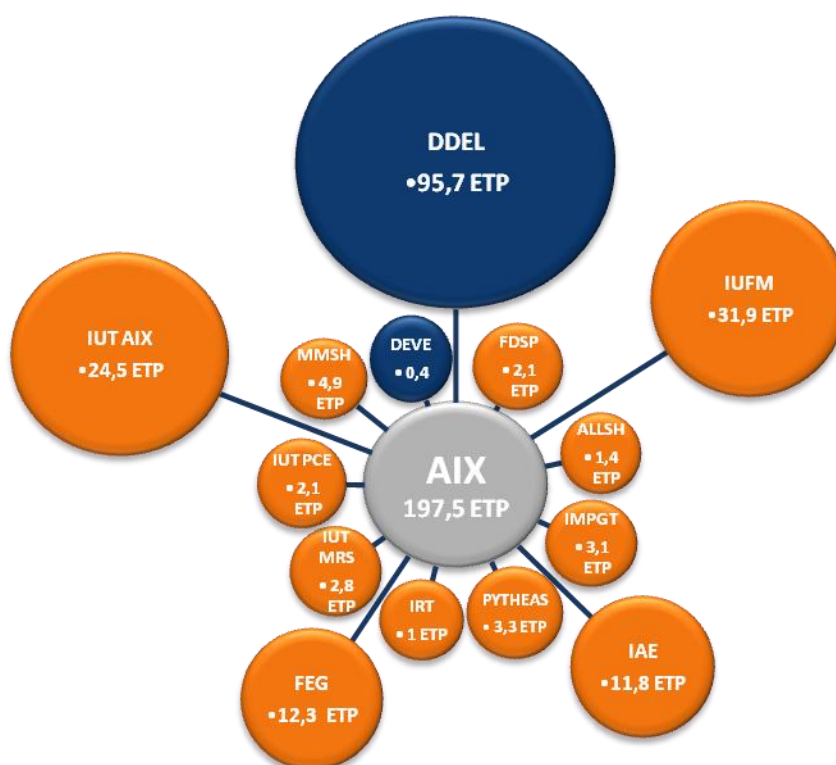 DDEL
•95,7 ETP
IUFM
•31,9 ETP
IUT AIX
•24,5 ETP
MMSH
▪ 4,9
ETP
DEVE
▪ 0,4
FDSP
▪ 2,1
ETP
ALLSH
▪ 1,4
ETP
IUT PCE
▪ 2,1
ETP
AIX
197,5 ETP
IMPGT
▪ 3,1
ETP
IUT
MRS
▪ 2,8
ETP
IRT
▪ 1 ETP
PYTHEAS
▪ 3,3 ETP
FEG
•12,3 ETP
IAE
•11,8 ETP